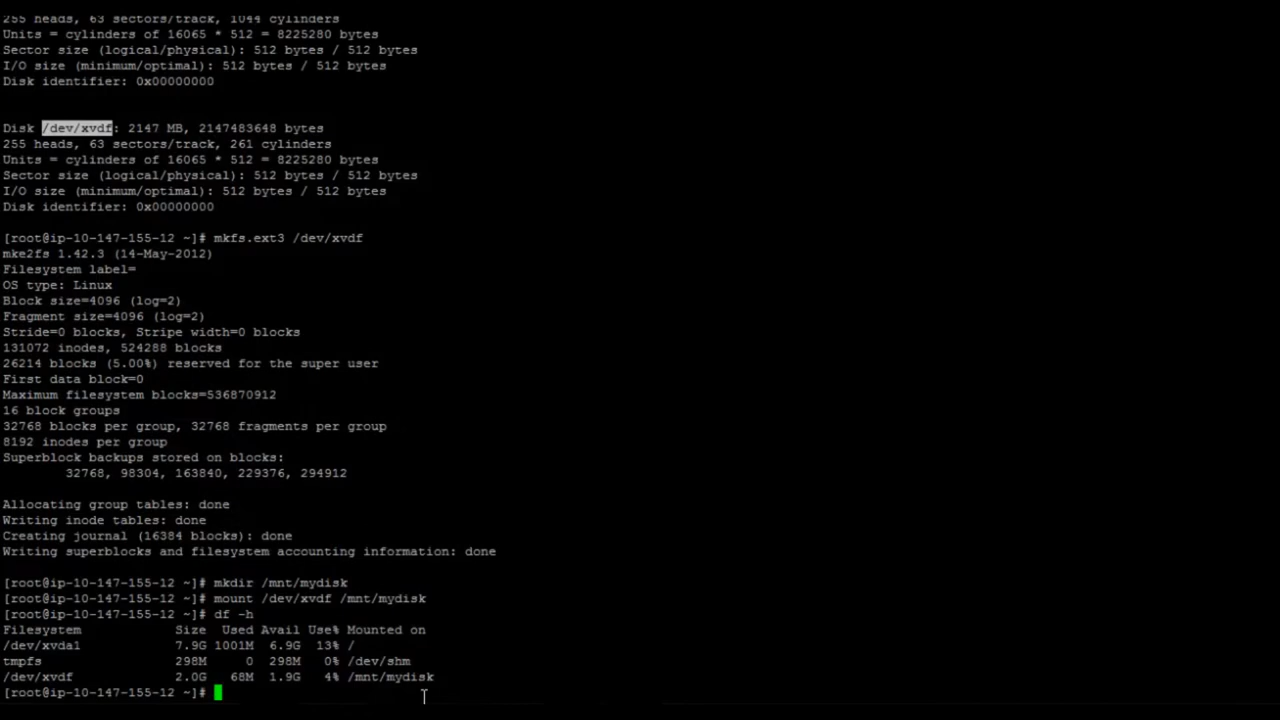 255 heads, 63 sectors/track, 1044 cylinders
Units = cylinders of 16065 * 512 = 8225280 bytes
Sector size (logical/physical): 512 bytes / 512 bytes
I/O size (minimum/optimal): 512 bytes / 512 bytes
Disk identifier: 0x00000000
Disk /dev/xvdf: 2147 MB, 2147483648 bytes
255 heads, 63 sectors/track, 261 cylinders
Units = cylinders of 16065 * 512 = 8225280 bytes
Sector size (logical/physical): 512 bytes / 512 bytes
I/O size (minimum/optimal): 512 bytes / 512 bytes
Disk identifier: 0x00000000
[root@ip-10-147-155-12 ~]# mkfs.ext3 /dev/xvdf
mke2fs 1.42.3 (14-May-2012)
Filesystem label=
OS type: Linux
Block size=4096 (log=2)
Fragment size=4096 (log=2)
Stride=0 blocks, Stripe width=0 blocks
131072 inodes, 524288 blocks
26214 blocks (5.00%) reserved for the super user
First data block=0
Maximum filesystem blocks=536870912
16 block groups
32768 blocks per group, 32768 fragments per group
8192 inodes per group
Superblock backups stored on blocks:
32768, 98304, 163840, 229376, 294912
Allocating group tables: done
Writing inode tables: done
Creating journal (16384 blocks): done
Writing superblocks and filesystem accounting information: done
[root@ip-10-147-155-12 ~]# mkdir /mnt/mydisk
[root@ip-10-147-155-12 ~]# mount /dev/xvdf /mnt/mydisk
[root@ip-10-147-155-12 ~]# df -h
Filesystem Size Used Avail Use% Mounted on
/dev/xvda1 7.9G 1001M 6.9G 13% /
tmpfs 298M 0 298M 0% /dev/shm
/dev/xvdf 2.0G 68M 1.9G 4% /mnt/mydisk
[root@ip-10-147-155-12 ~]#